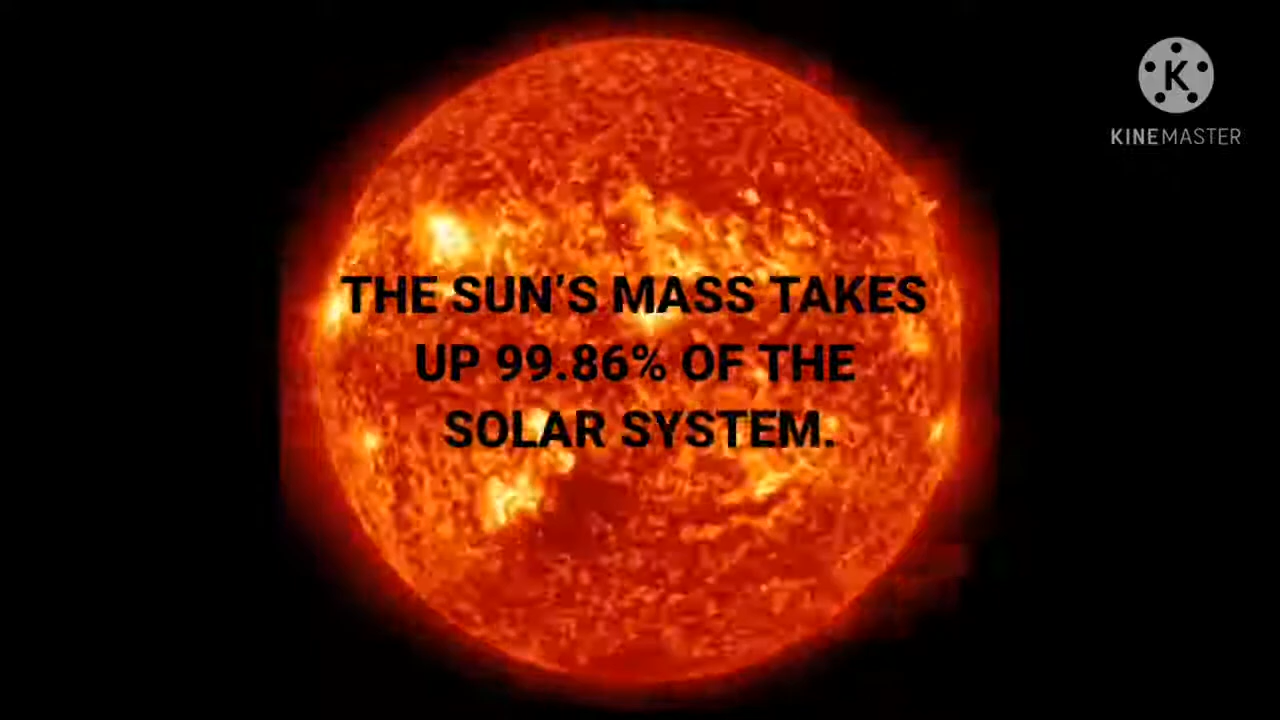 THE SUN'S MASS TAKES
UP 99.86% OF THE
SOLAR SYSTEM.
K
KINEMASTER